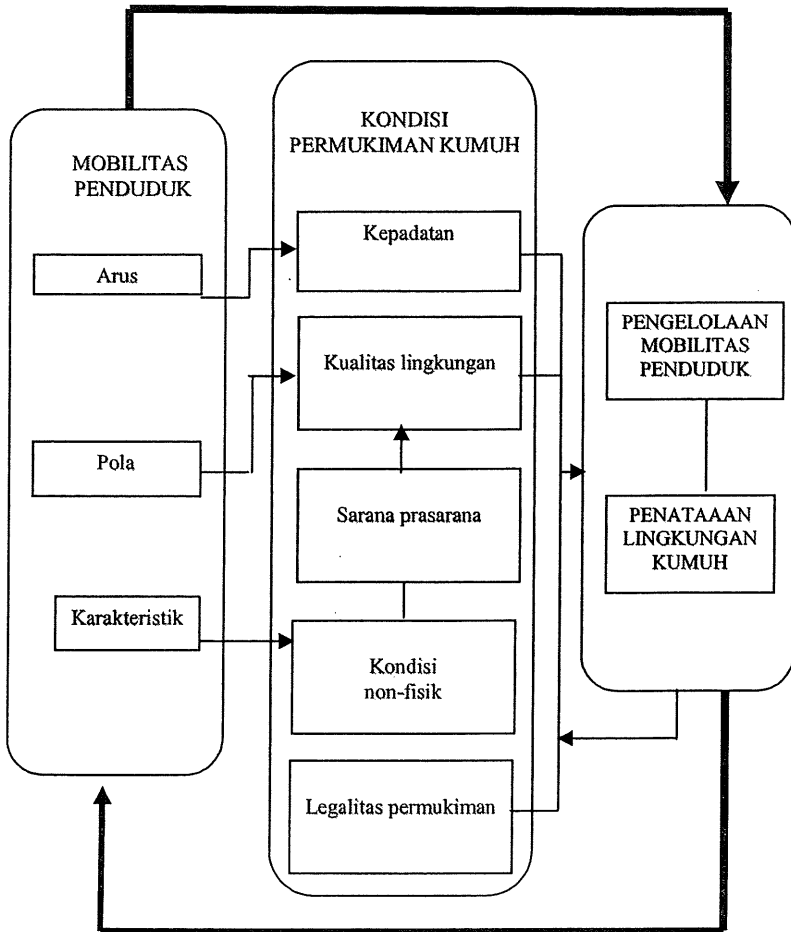 MOBILITAS
PENDUDUK
Arus
Pola
Karakteristik
KONDISI
PERMUKIMAN KUMUH
Kepadatan
Kualitas lingkungan
Sarana prasarana
Kondisi
non-fisik
Legalitas permukiman
PENGELOLAAN
MOBILITAS
PENDUDUK
PENATAAAN
LINGKUNGAN
KUMUH